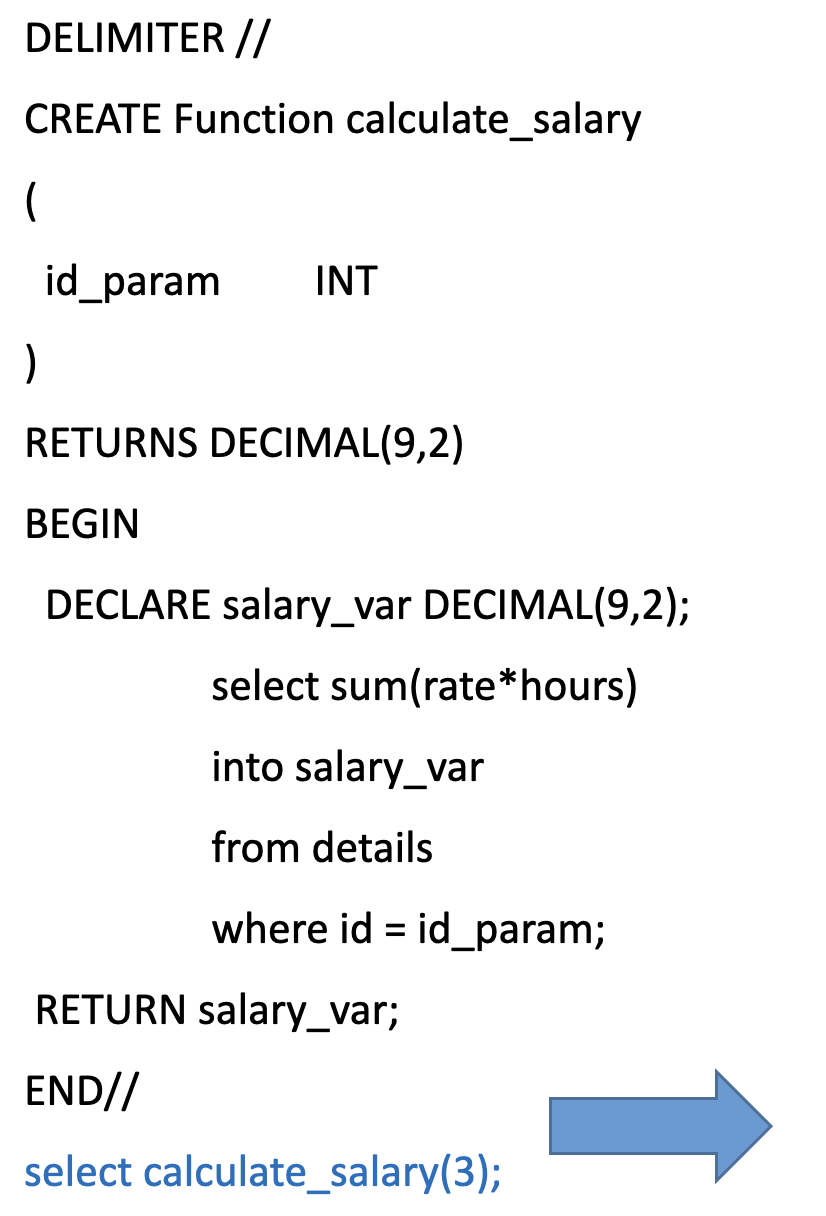 DELIMITER //
CREATE Function calculate_salary
(
id_param INT
)
RETURNS DECIMAL(9,2)
BEGIN
DECLARE salary_var DECIMAL(9,2);
select sum(rate*hours)
into salary_var
from details
where id = id_param;
RETURN salary_var;
END//
select calculate_salary(3);